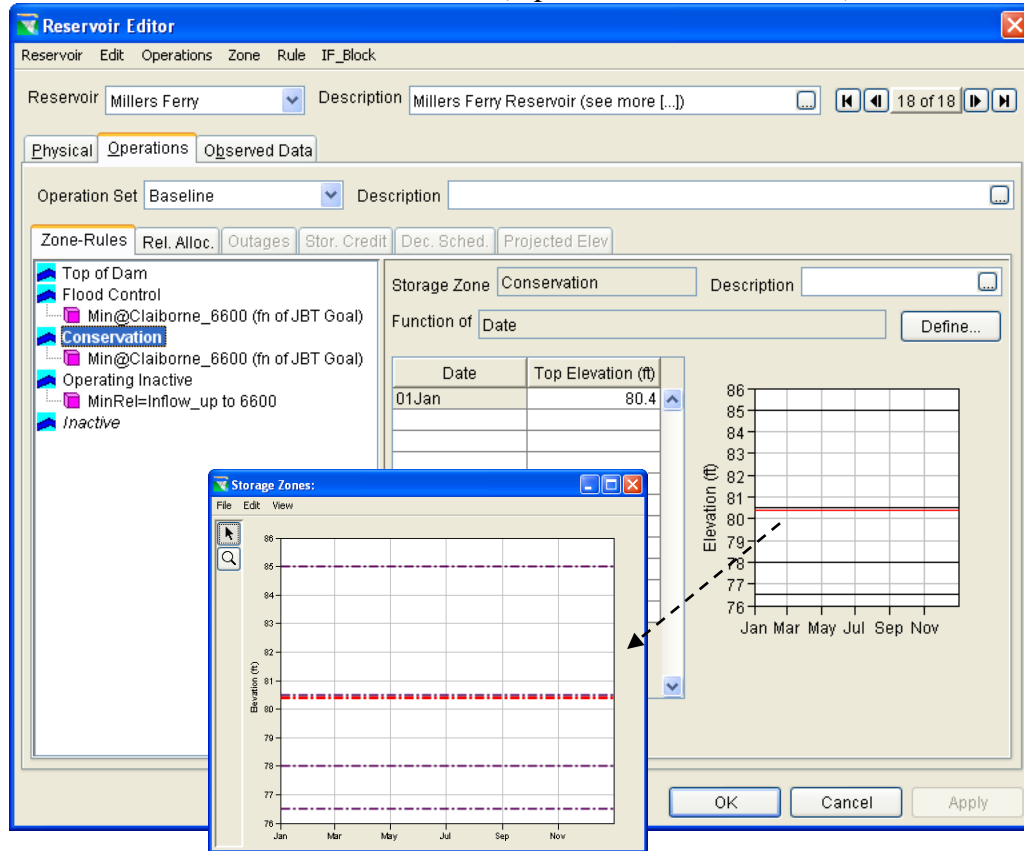 Reservoir Editor
Reservoir Edit Operations Zone Rule IF_Block
Reservoir Millers Ferry Description Millers Ferry Reservoir (see more [...]) ... 18 of 18
Physical Operations Observed Data
Operation Set Baseline Description ...
Zone-Rules Rel. Alloc. Outages Stor. Credit Dec. Sched. Projected Elev
Top of Dam
Flood Control
Min@Claiborne_6600 (fn of JBT Goal)
Conservation
Min@Claiborne_6600 (fn of JBT Goal)
Operating Inactive
MinRel=Inflow_up to 6600
Inactive
Storage Zone Conservation Description ...
Function of Date Define...
Date Top Elevation (ft)
01Jan 80.4
86
85
84
83
82
81
80
79
78
77
76
Elevation (ft)
Jan Mar May Jul Sep Nov
Storage Zones:
File Edit View
86
85
84
83
82
81
80
79
78
77
76
Elevation (ft)
Jan Mar May Jul Sep Nov
OK Cancel Apply